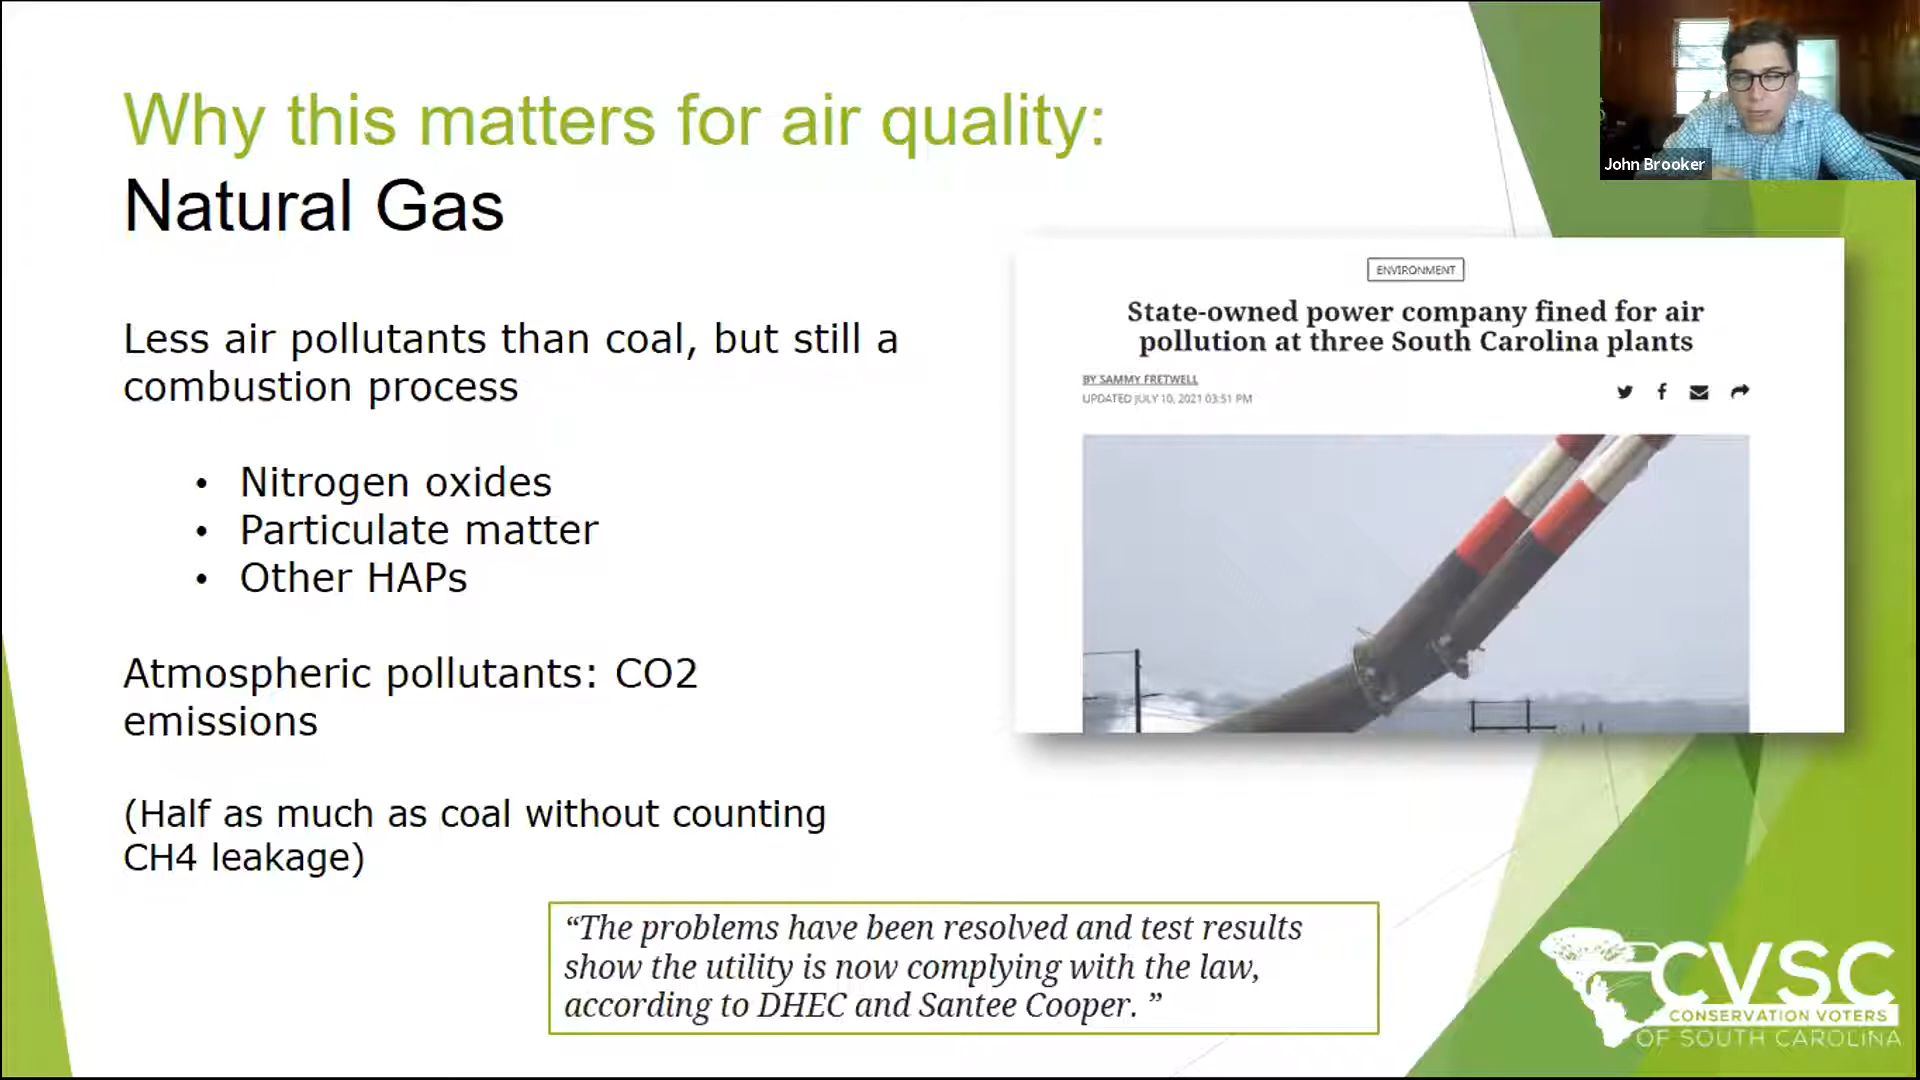 Why this matters for air quality:
Natural Gas
Less air pollutants than coal, but still a
combustion process
• Nitrogen oxides
• Particulate matter
• Other HAPs
Atmospheric pollutants: CO2
emissions
(Half as much as coal without counting
CH4 leakage)
John Brooker
ENVIRONMENT
State-owned power company fined for air
pollution at three South Carolina plants
BY SAMMY FRETWELL
UPDATED JULY 10, 2021 03:51 PM
“The problems have been resolved and test results
show the utility is now complying with the law,
according to DHEC and Santee Cooper. ”
CVSC
CONSERVATION VOTERS
OF SOUTH CAROLINA